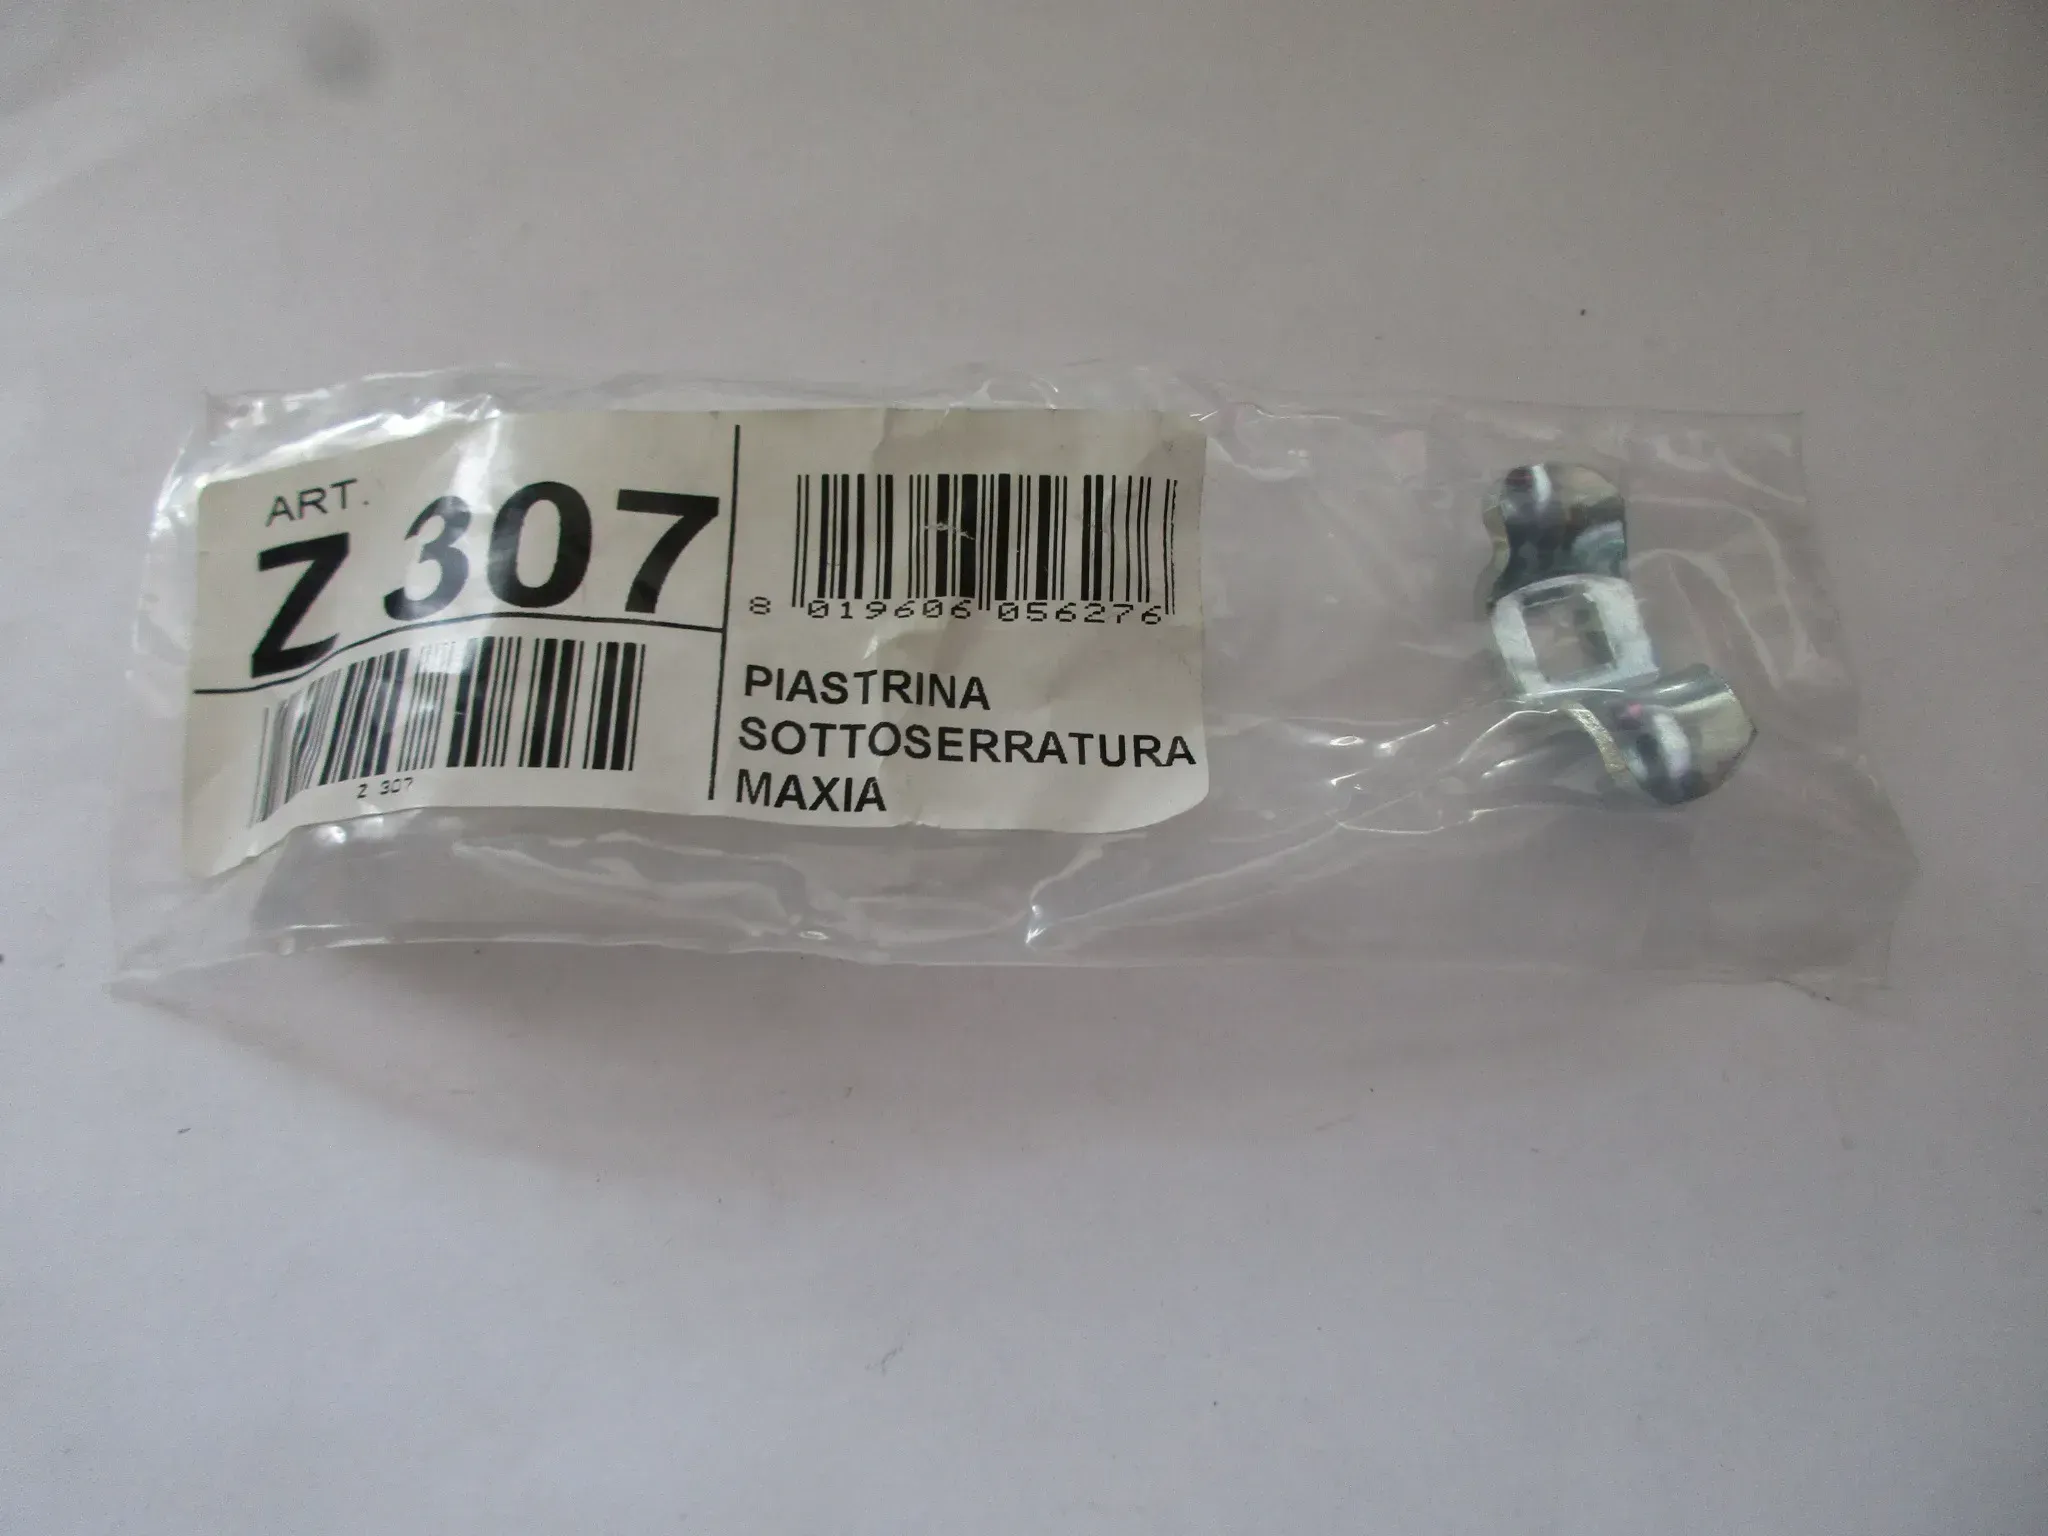 ART.
Z 307
Z 307
8 019606 056276
PIASTRINA
SOTTOSERRATURA
MAXIA